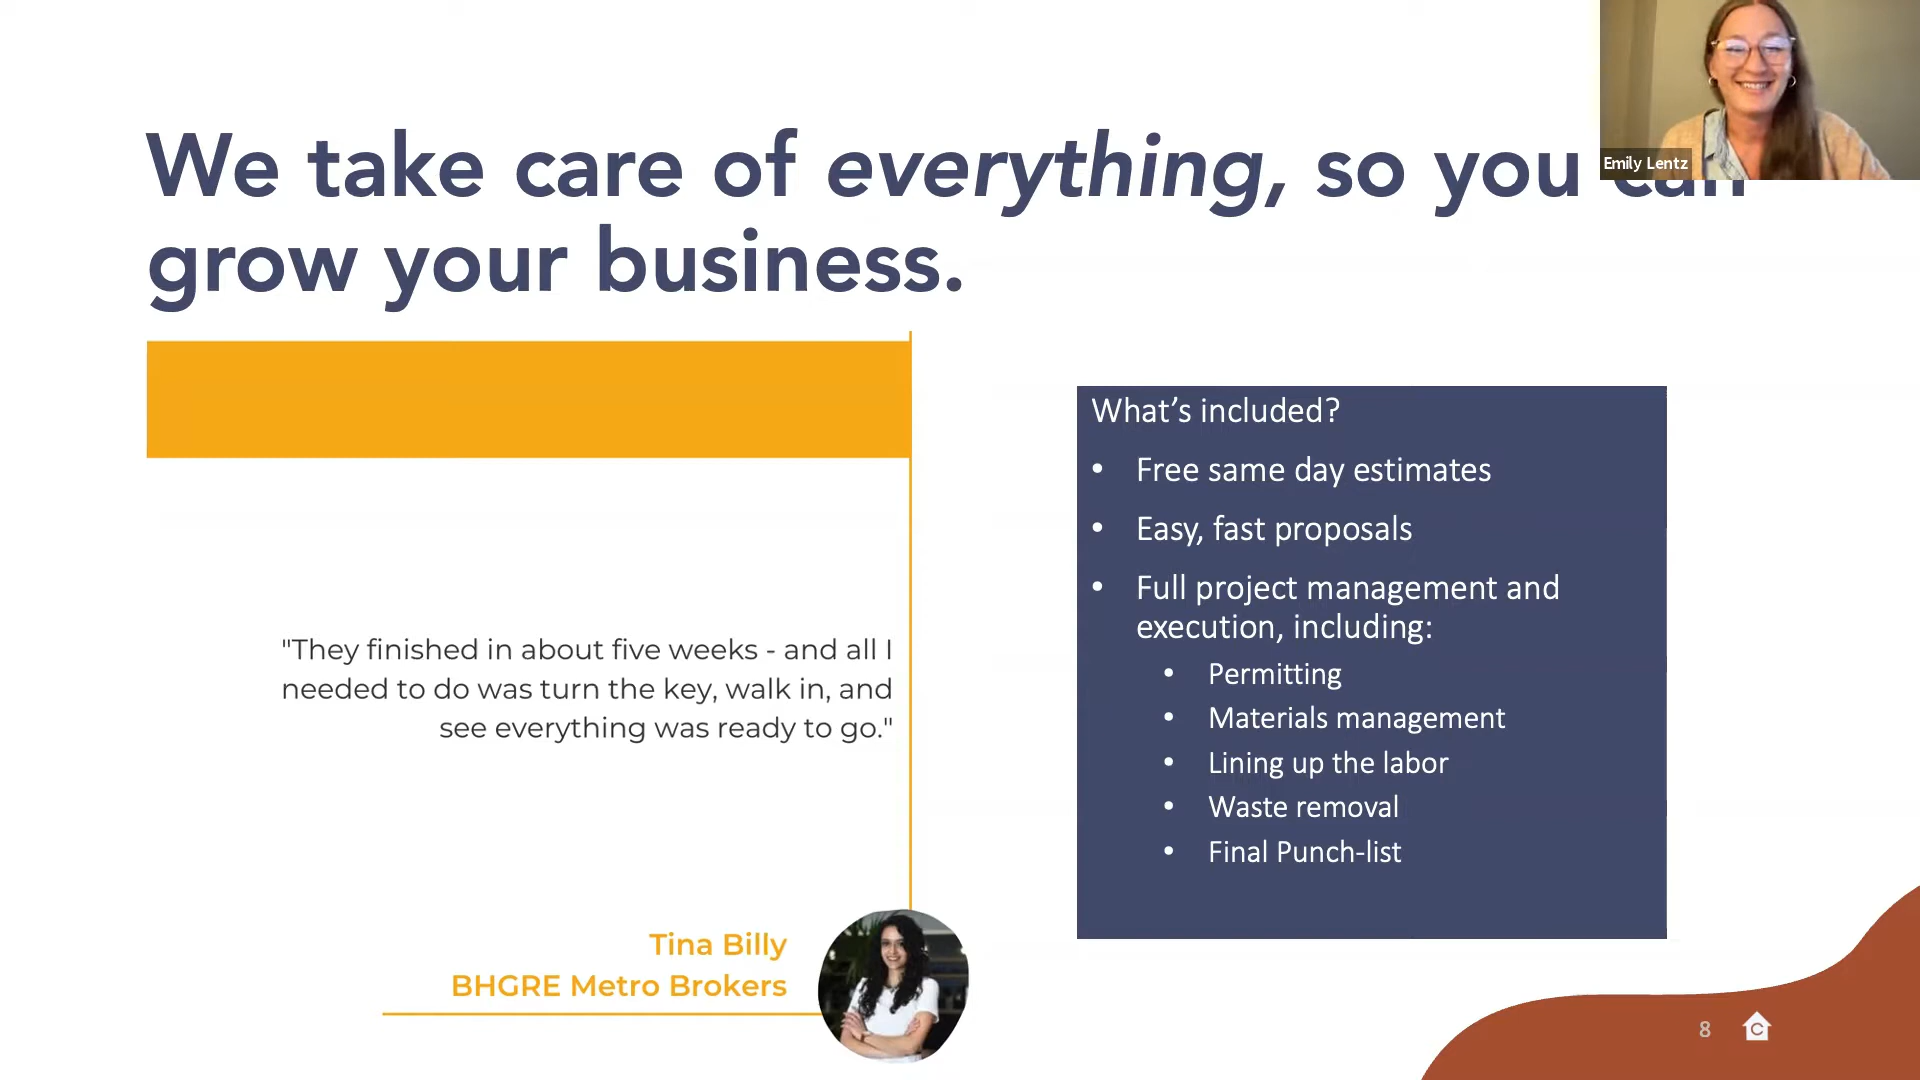 We take care of everything, so you can
grow your business.
Emily Lentz
What's included?
• Free same day estimates
• Easy, fast proposals
• Full project management and
execution, including:
• Permitting
• Materials management
• Lining up the labor
• Waste removal
• Final Punch-list
"They finished in about five weeks - and all I
needed to do was turn the key, walk in, and
see everything was ready to go."
Tina Billy
BHGRE Metro Brokers
8
C